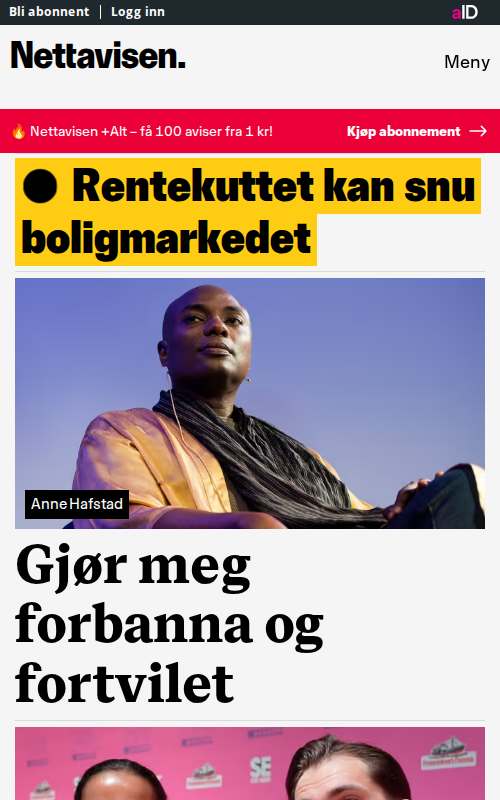 Bli abonnent | Logg inn
aID
Nettavisen.
Meny
🔥 Nettavisen +Alt – få 100 aviser fra 1 kr!
Kjøp abonnement →
Rentekuttet kan snu
boligmarkedet
Anne Hafstad
Gjør meg
forbanna og
fortvilet
SE